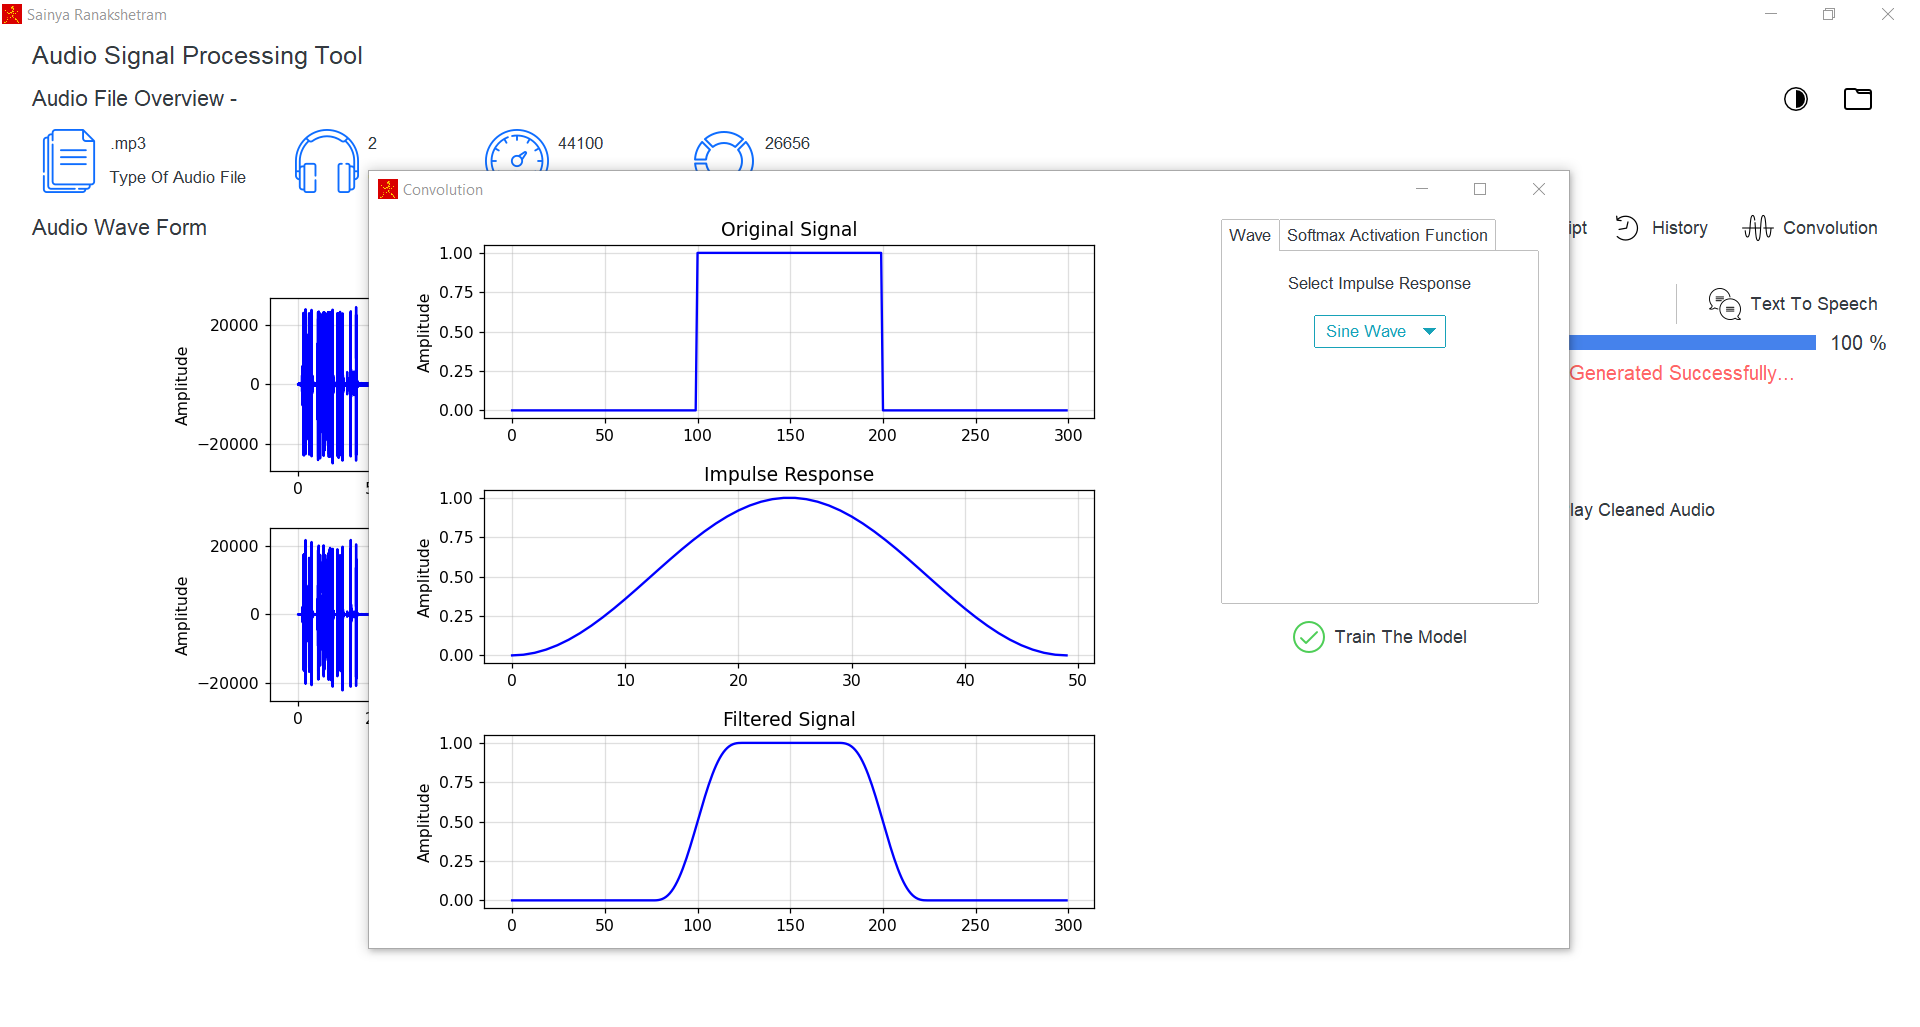 Sainya Ranakshetram
Audio Signal Processing Tool
Audio File Overview -
.mp3
Type Of Audio File
2
44100
26656
Audio Wave Form
History
Convolution
Text To Speech
100 %
Generated Successfully...
lay Cleaned Audio
Amplitude
20000
0
−20000
0
Amplitude
20000
0
−20000
0
Convolution
Original Signal
Amplitude
1.00
0.75
0.50
0.25
0.00
0 50 100 150 200 250 300
Impulse Response
Amplitude
1.00
0.75
0.50
0.25
0.00
0 10 20 30 40 50
Filtered Signal
Amplitude
1.00
0.75
0.50
0.25
0.00
0 50 100 150 200 250 300
Wave
Softmax Activation Function
Select Impulse Response
Sine Wave
Train The Model